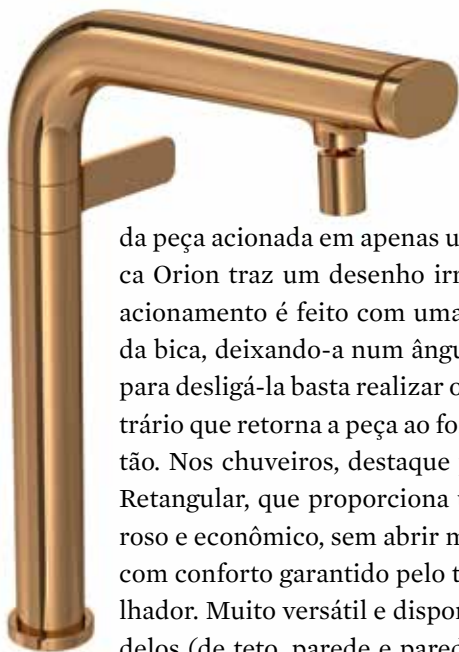 da peça acionada em apenas u
ca Orion traz um desenho irr
acionamento é feito com uma
da bica, deixando-a num ângu
para desligá-la basta realizar o
trário que retorna a peça ao fo
tão. Nos chuveiros, destaque
Retangular, que proporciona
roso e econômico, sem abrir m
com conforto garantido pelo t
lhador. Muito versátil e dispon
delos (de teto, parede e pared